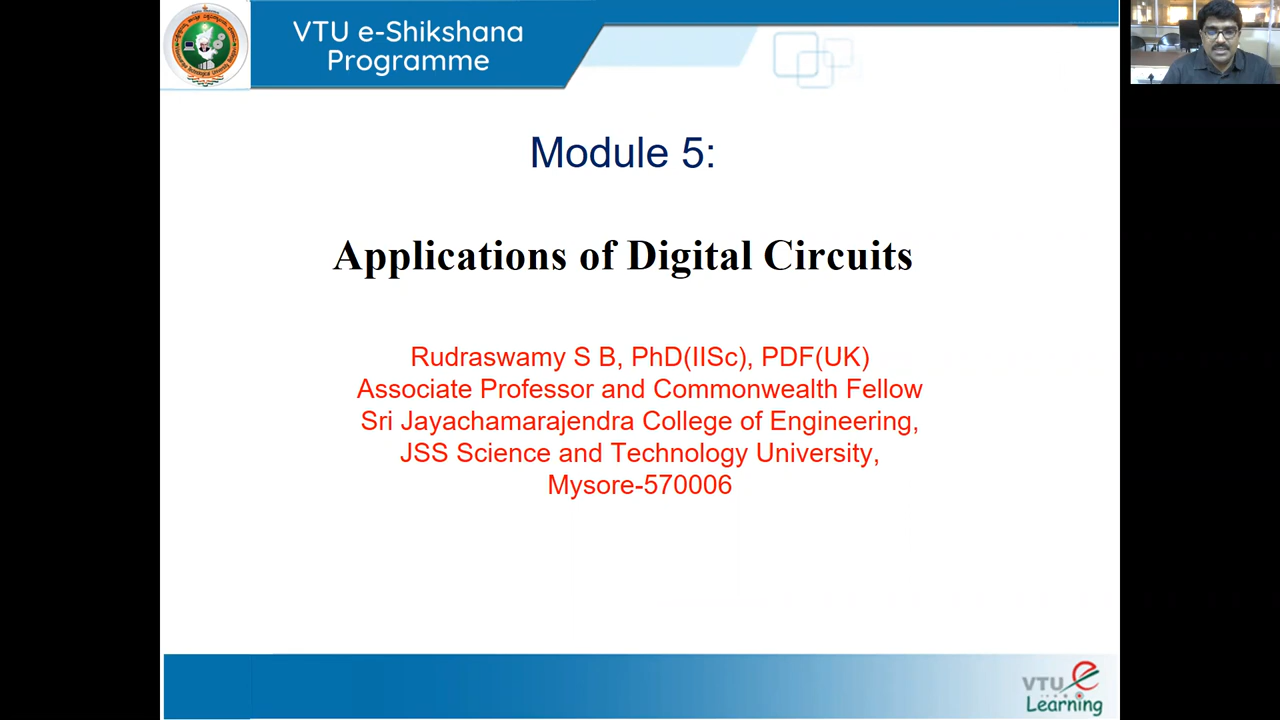 VTU e-Shikshana
Programme
Module 5:
Applications of Digital Circuits
Rudraswamy S B, PhD(IISc), PDF(UK)
Associate Professor and Commonwealth Fellow
Sri Jayachamarajendra College of Engineering,
JSS Science and Technology University,
Mysore-570006
VTU e
Learning